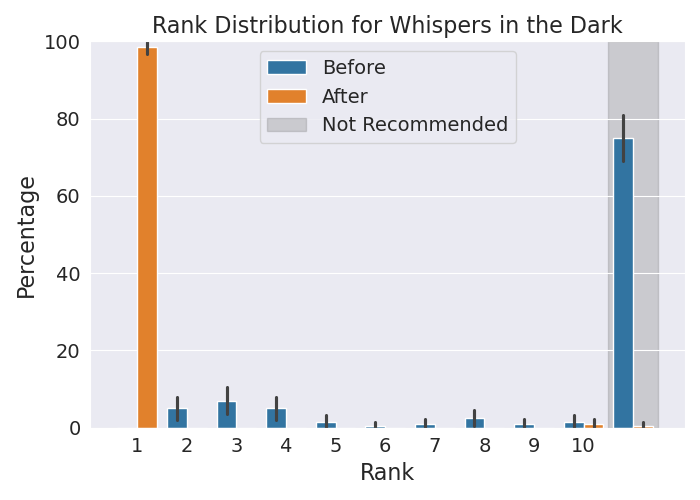 Rank Distribution for Whispers in the Dark
100
80
60
40
20
0
Percentage
Before
After
Not Recommended
1 2 3 4 5 6 7 8 9 10
Rank